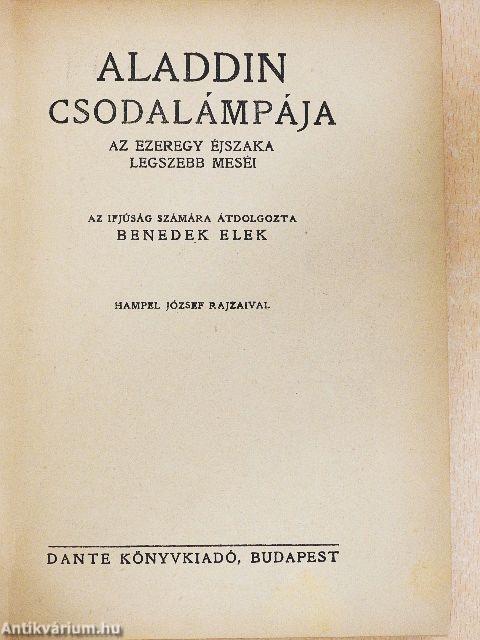 ALADDIN
CSODALÁMPÁJA
AZ EZEREGY ÉJSZAKA
LEGSZEBB MESÉI
AZ IFJÚSÁG SZÁMÁRA ÁTDOLGOZTA
BENEDEK ELEK
HAMPEL JÓZSEF RAJZAIVAL
DANTE KÖNYVKIADÓ, BUDAPEST
Antikvárium.hu